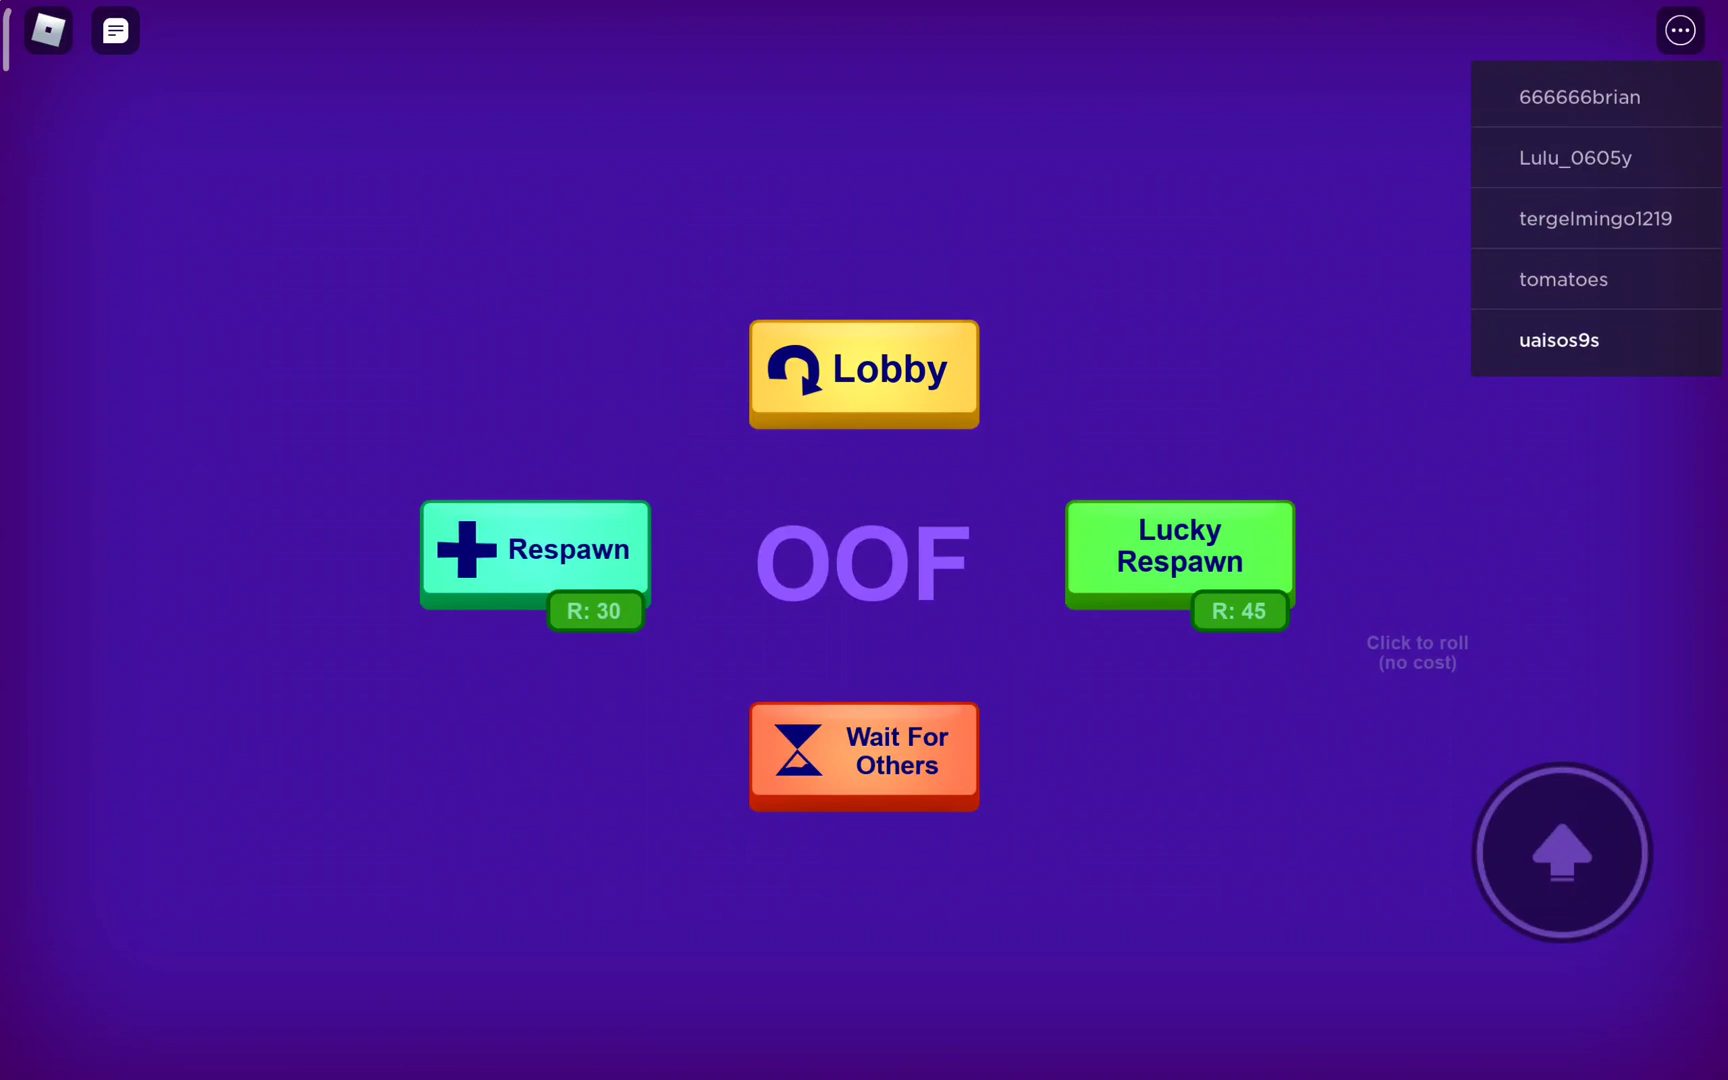 666666brian
Lulu_0605y
tergelmingo1219
tomatoes
uaisos9s
Lobby
Respawn
R: 30
OOF
Lucky
Respawn
R: 45
Click to roll
(no cost)
Wait For
Others